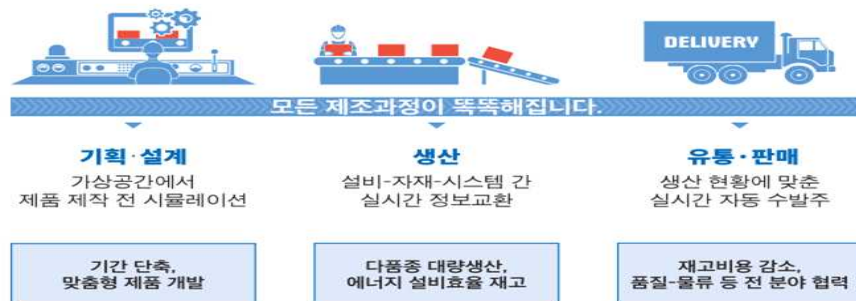 DELIVERY
모든 제조과정이 똑똑해집니다.
기획·설계
가상공간에서
제품 제작 전 시뮬레이션
기간 단축,
맞춤형 제품 개발
생산
설비-자재-시스템 간
실시간 정보교환
다품종 대량생산,
에너지 설비효율 재고
유통·판매
생산 현황에 맞춘
실시간 자동 수발주
재고비용 감소,
품질-물류 등 전 분야 협력